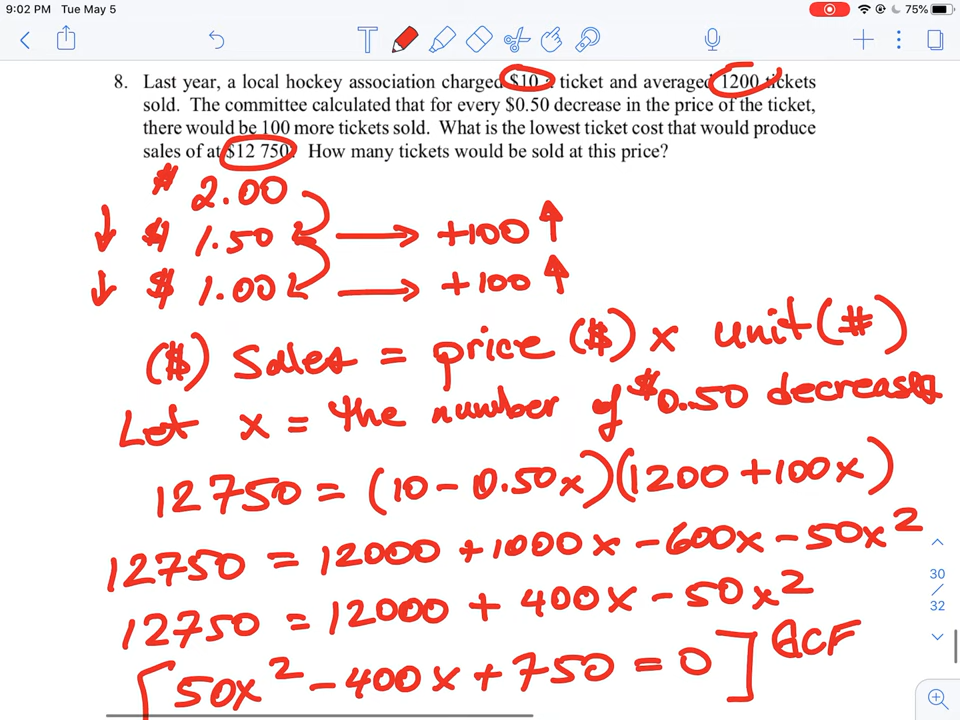 9:02 PM Tue May 5 75%
8. Last year, a local hockey association charged $10 a ticket and averaged 1200 tickets
sold. The committee calculated that for every $0.50 decrease in the price of the ticket,
there would be 100 more tickets sold. What is the lowest ticket cost that would produce
sales of at $12 750? How many tickets would be sold at this price?
$ 2.00
↓ $ 1.50 → +100 ↑
↓ $ 1.00 → +100 ↑
($) Sales = price ($) x unit (#)
Let x = the number of $0.50 decreases
12750 = (10 - 0.50x)(1200 + 100x)
12750 = 12000 + 1000x - 600x - 50x²
12750 = 12000 + 400x - 50x²
[50x² - 400x + 750 = 0] GCF
30
/
32